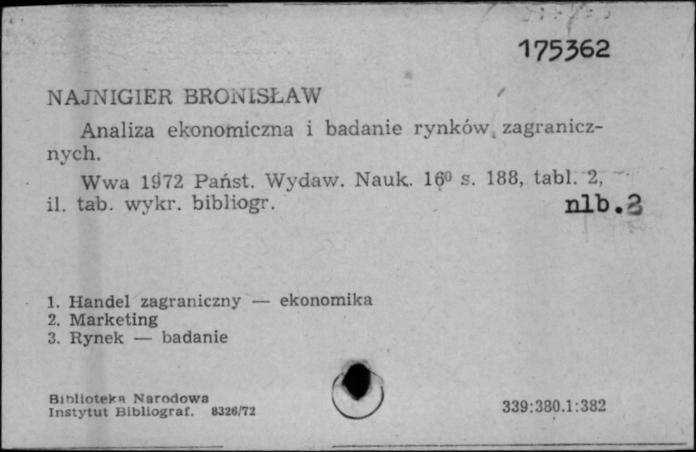 175362
NAJNIGIER BRONISŁAW
Analiza ekonomiczna i badanie rynków zagranicz-
nych.
Wwa 1972 Państ. Wydaw. Nauk. 16⁰ s. 188, tabl. 2,
il. tab. wykr. bibliogr. nlb.2
1. Handel zagraniczny — ekonomika
2. Marketing
3. Rynek — badanie
Biblioteka Narodowa
Instytut Bibliograf. 8326/72 339:380.1:382